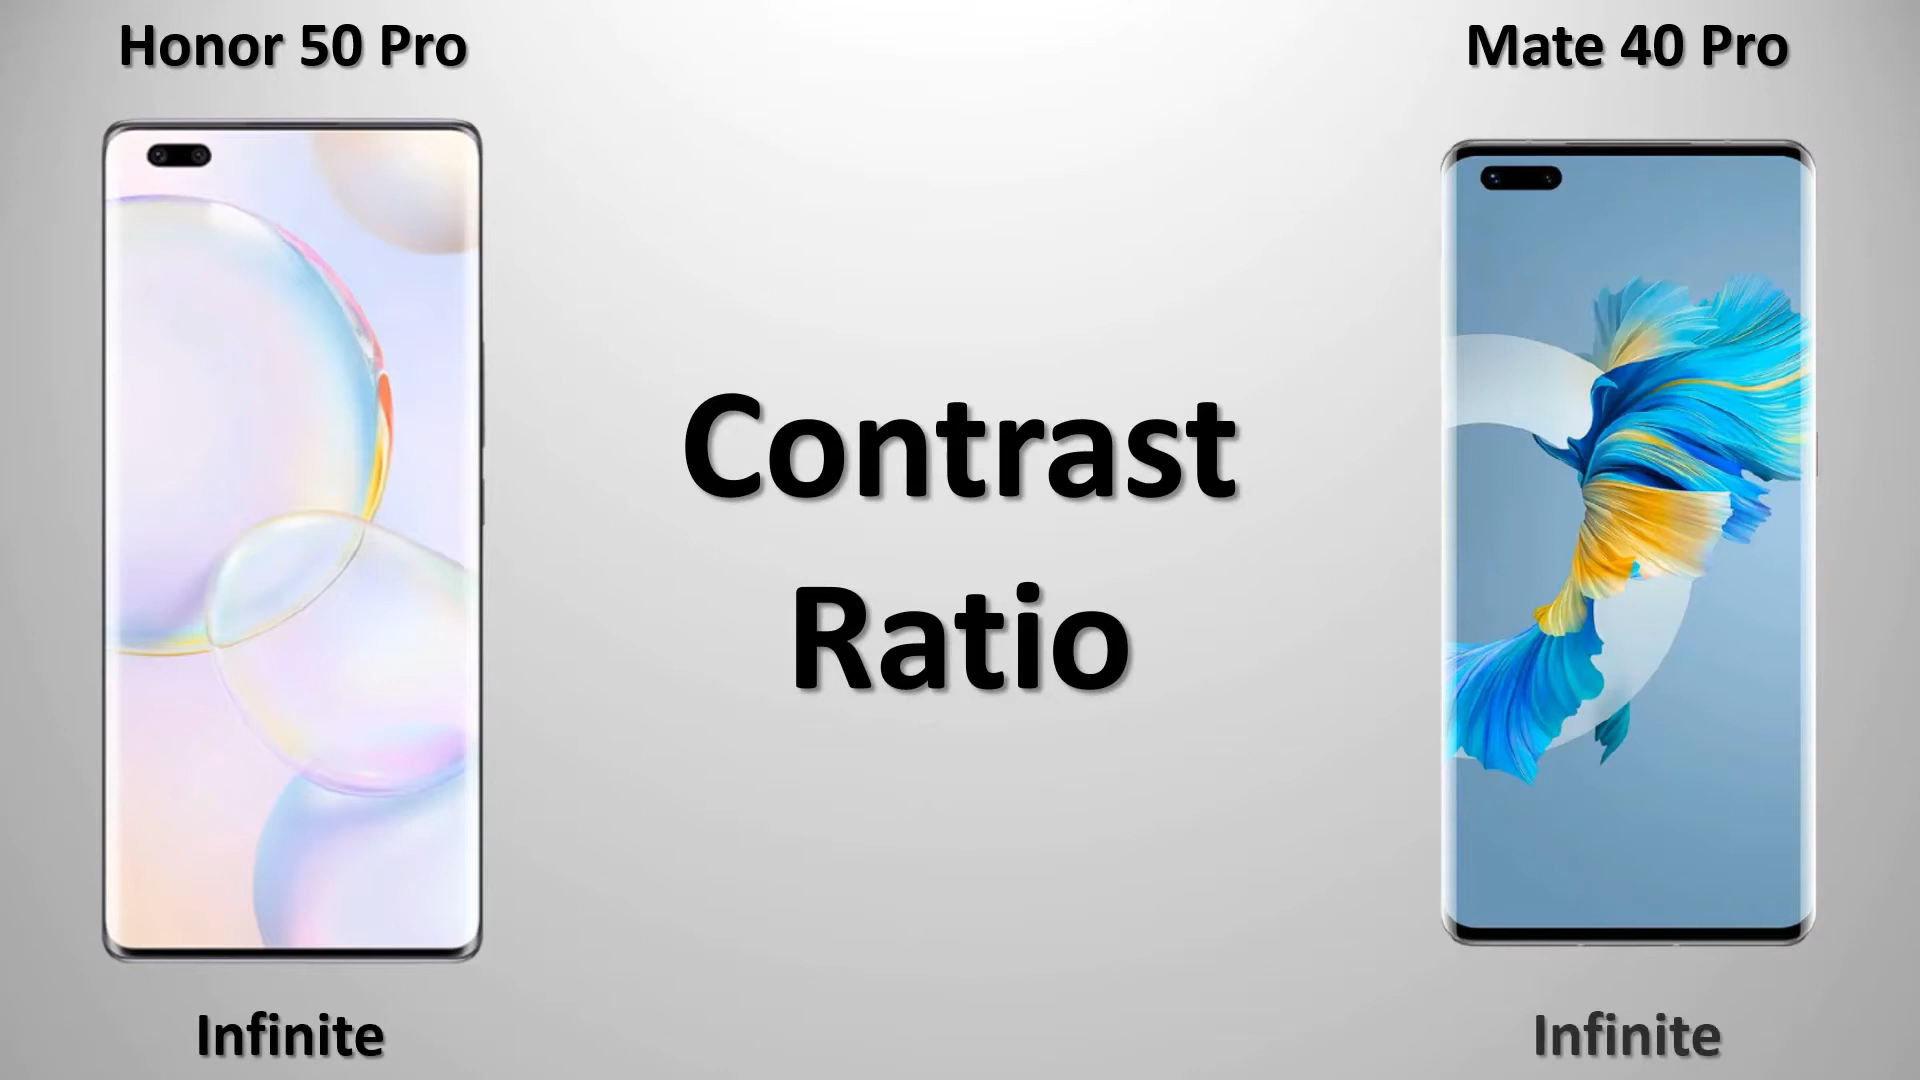 Honor 50 Pro
Mate 40 Pro
Contrast
Ratio
Infinite
Infinite